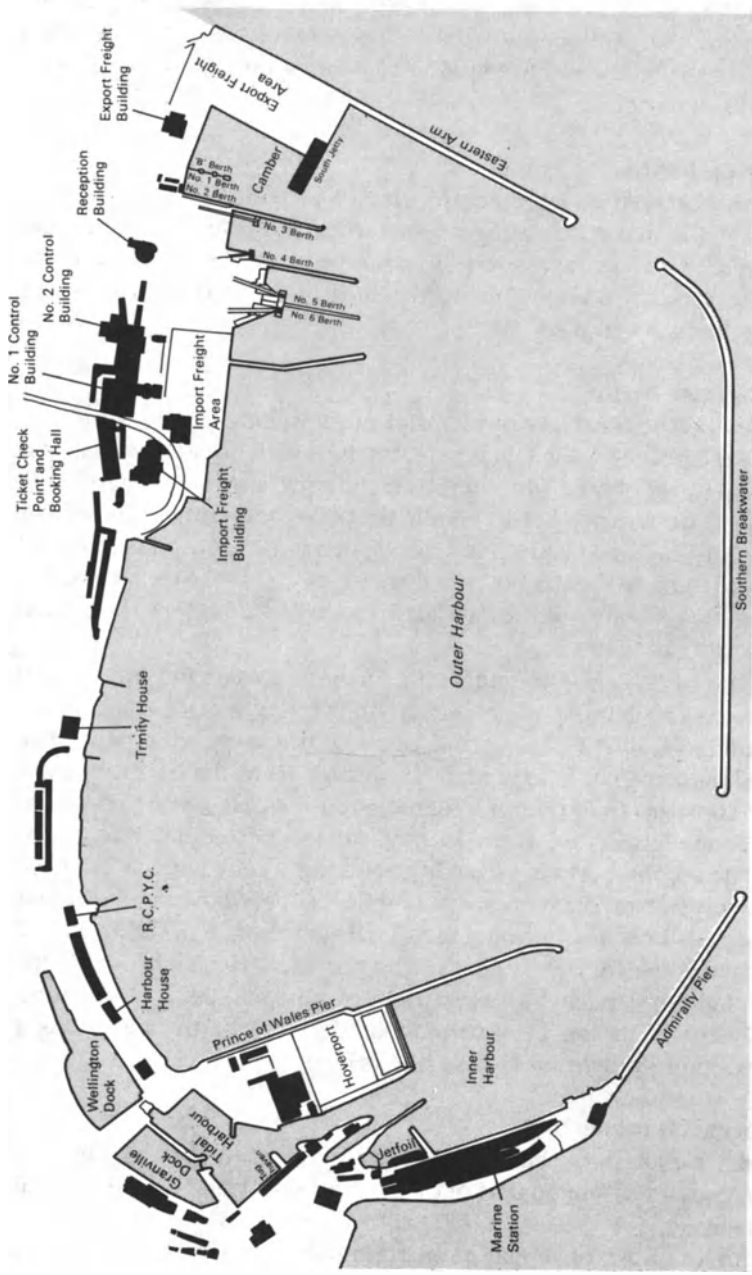 Export Freight
Building
Export Freight
Area
Reception
Building
'B' Berth
No. 1 Berth
No. 2 Berth
Camber
South Jetty
Eastern Arm
No. 3 Berth
No. 4 Berth
No. 5 Berth
No. 6 Berth
No. 2 Control
Building
No. 1 Control
Building
Ticket Check
Point and
Booking Hall
Import Freight
Area
Import Freight
Building
Trinity House
Outer Harbour
Southern Breakwater
R.C.P.Y.C.
Harbour
House
Wellington
Dock
Prince of Wales Pier
Hoverport
Inner
Harbour
Admiralty Pier
Granville
Dock
Tidal
Harbour
Tug
Haven
Jetfoil
Marine
Station